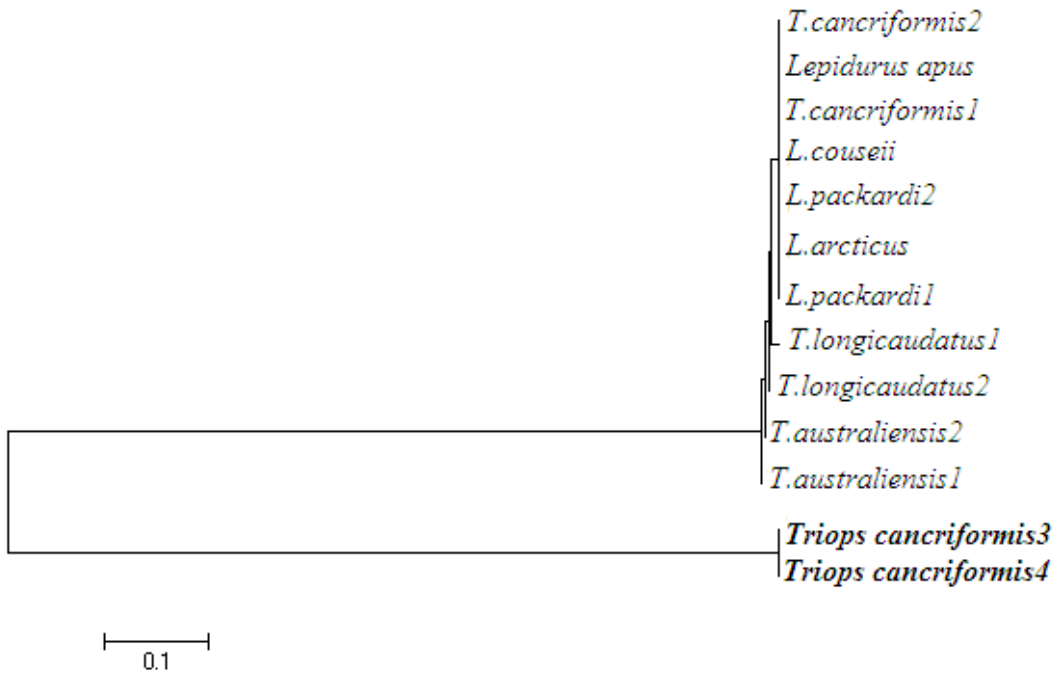 T.cancriformis2
Lepidurus apus
T.cancriformis1
L.couseii
L.packardi2
L.arcticus
L.packardi1
T.longicaudatus1
T.longicaudatus2
T.australiensis2
T.australiensis1
Triops cancriformis3
Triops cancriformis4
0.1